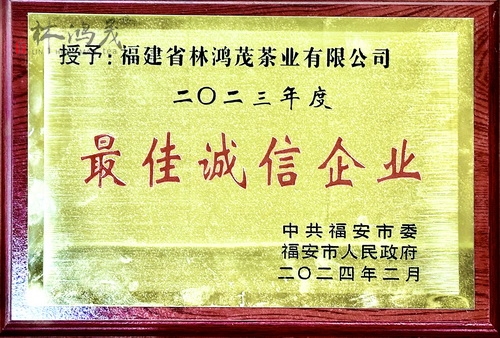 林鸿茂
授予：福建省林鸿茂茶业有限公司
二〇二三年度
最佳诚信企业
中共福安市委
福安市人民政府
二〇二四年二月